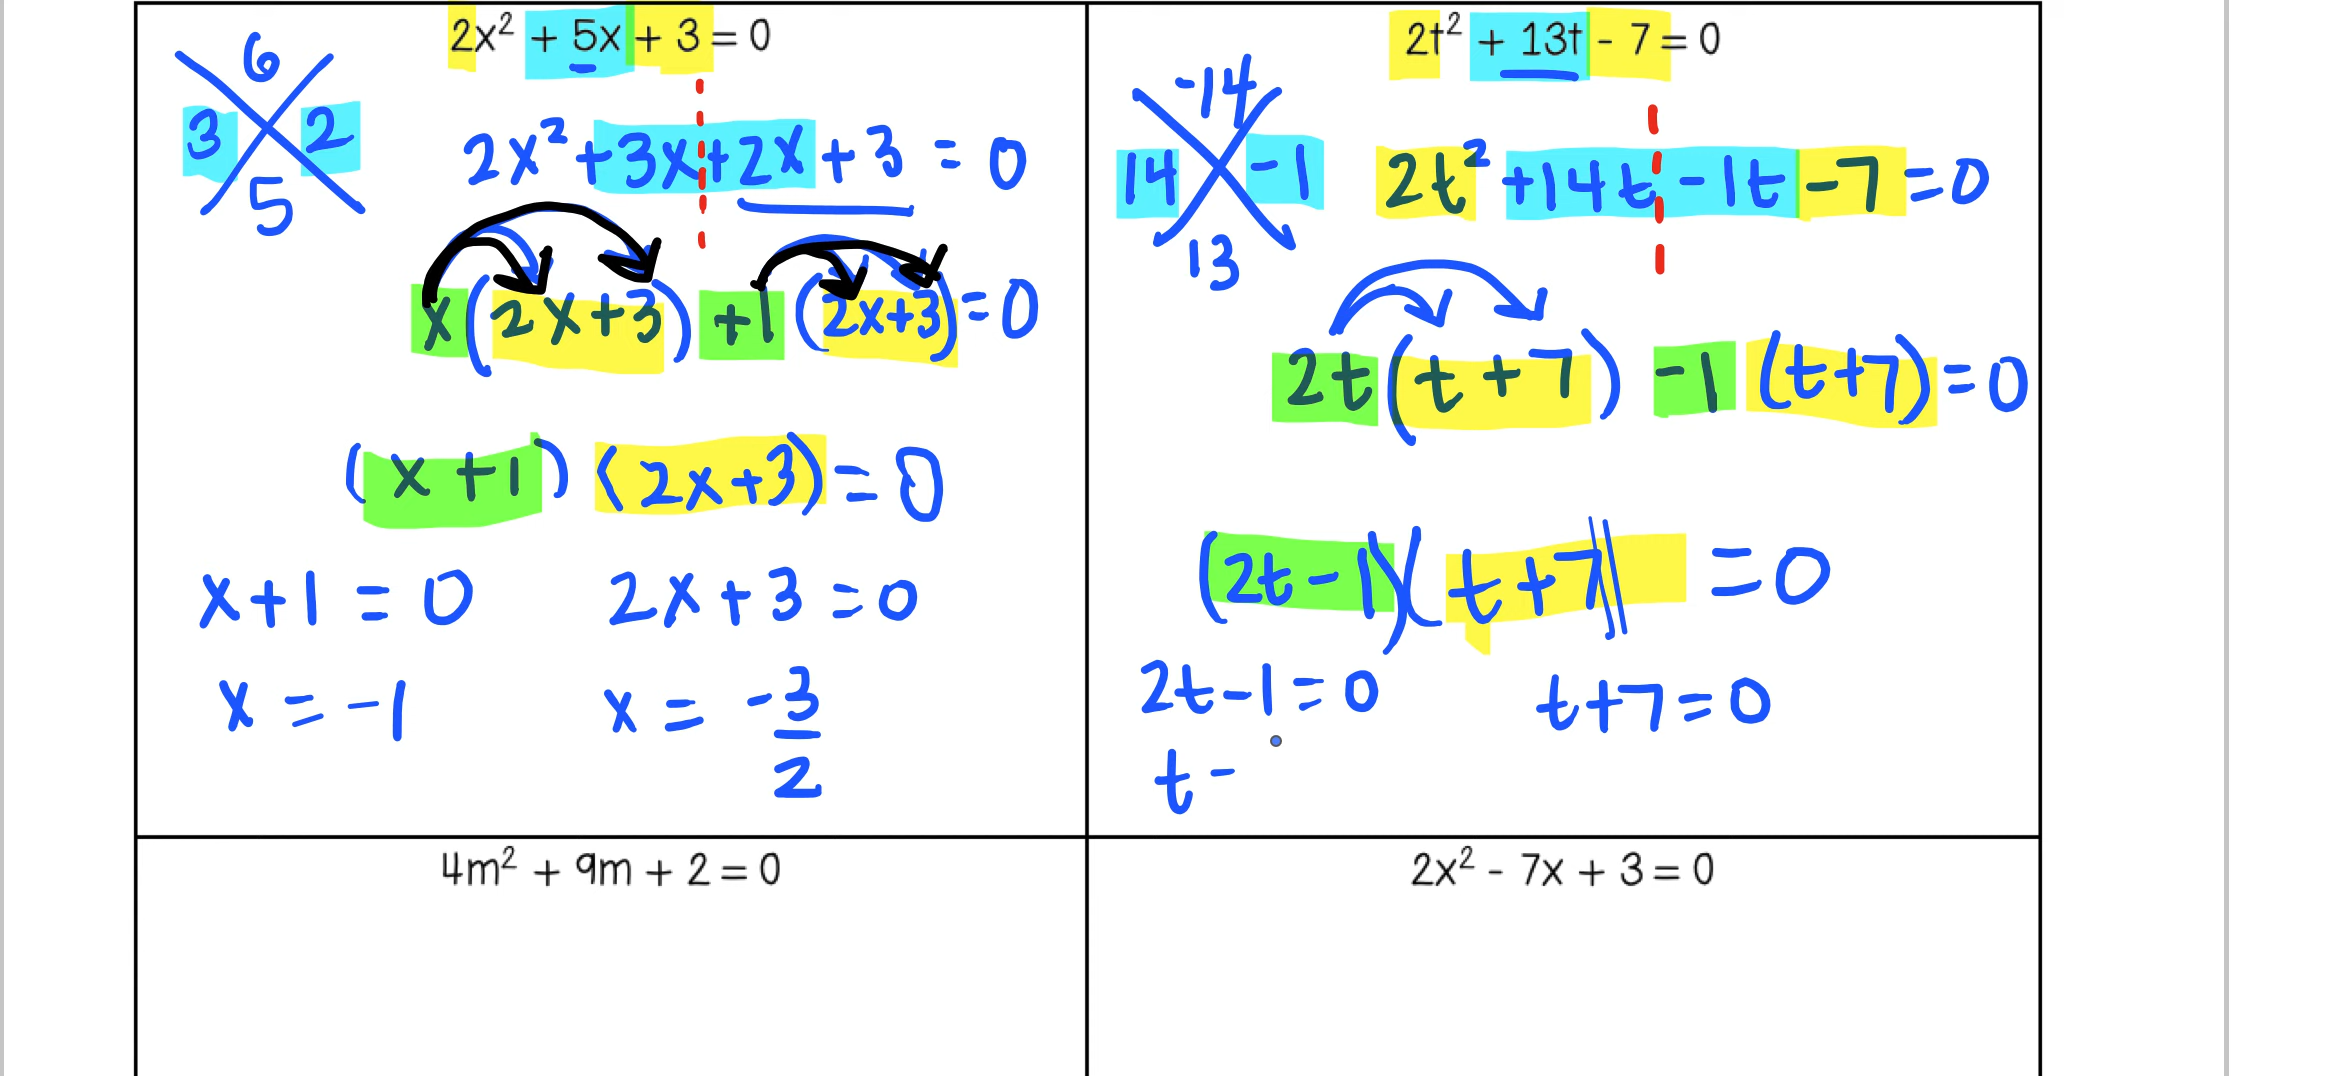 2x² + 5x + 3 = 0
6
3 2
5
2x² + 3x + 2x + 3 = 0
x(2x+3) +1 (2x+3) = 0
(x+1) (2x+3) = 0
x+1 = 0 2x+3 = 0
x = -1 x = -3/2
2t² + 13t - 7 = 0
-14
14 -1
13
2t² +14t -1t -7 = 0
2t(t+7) -1 (t+7) = 0
(2t-1)(t+7) = 0
2t-1 = 0 t+7 = 0
t -
4m² + 9m + 2 = 0
2x² - 7x + 3 = 0